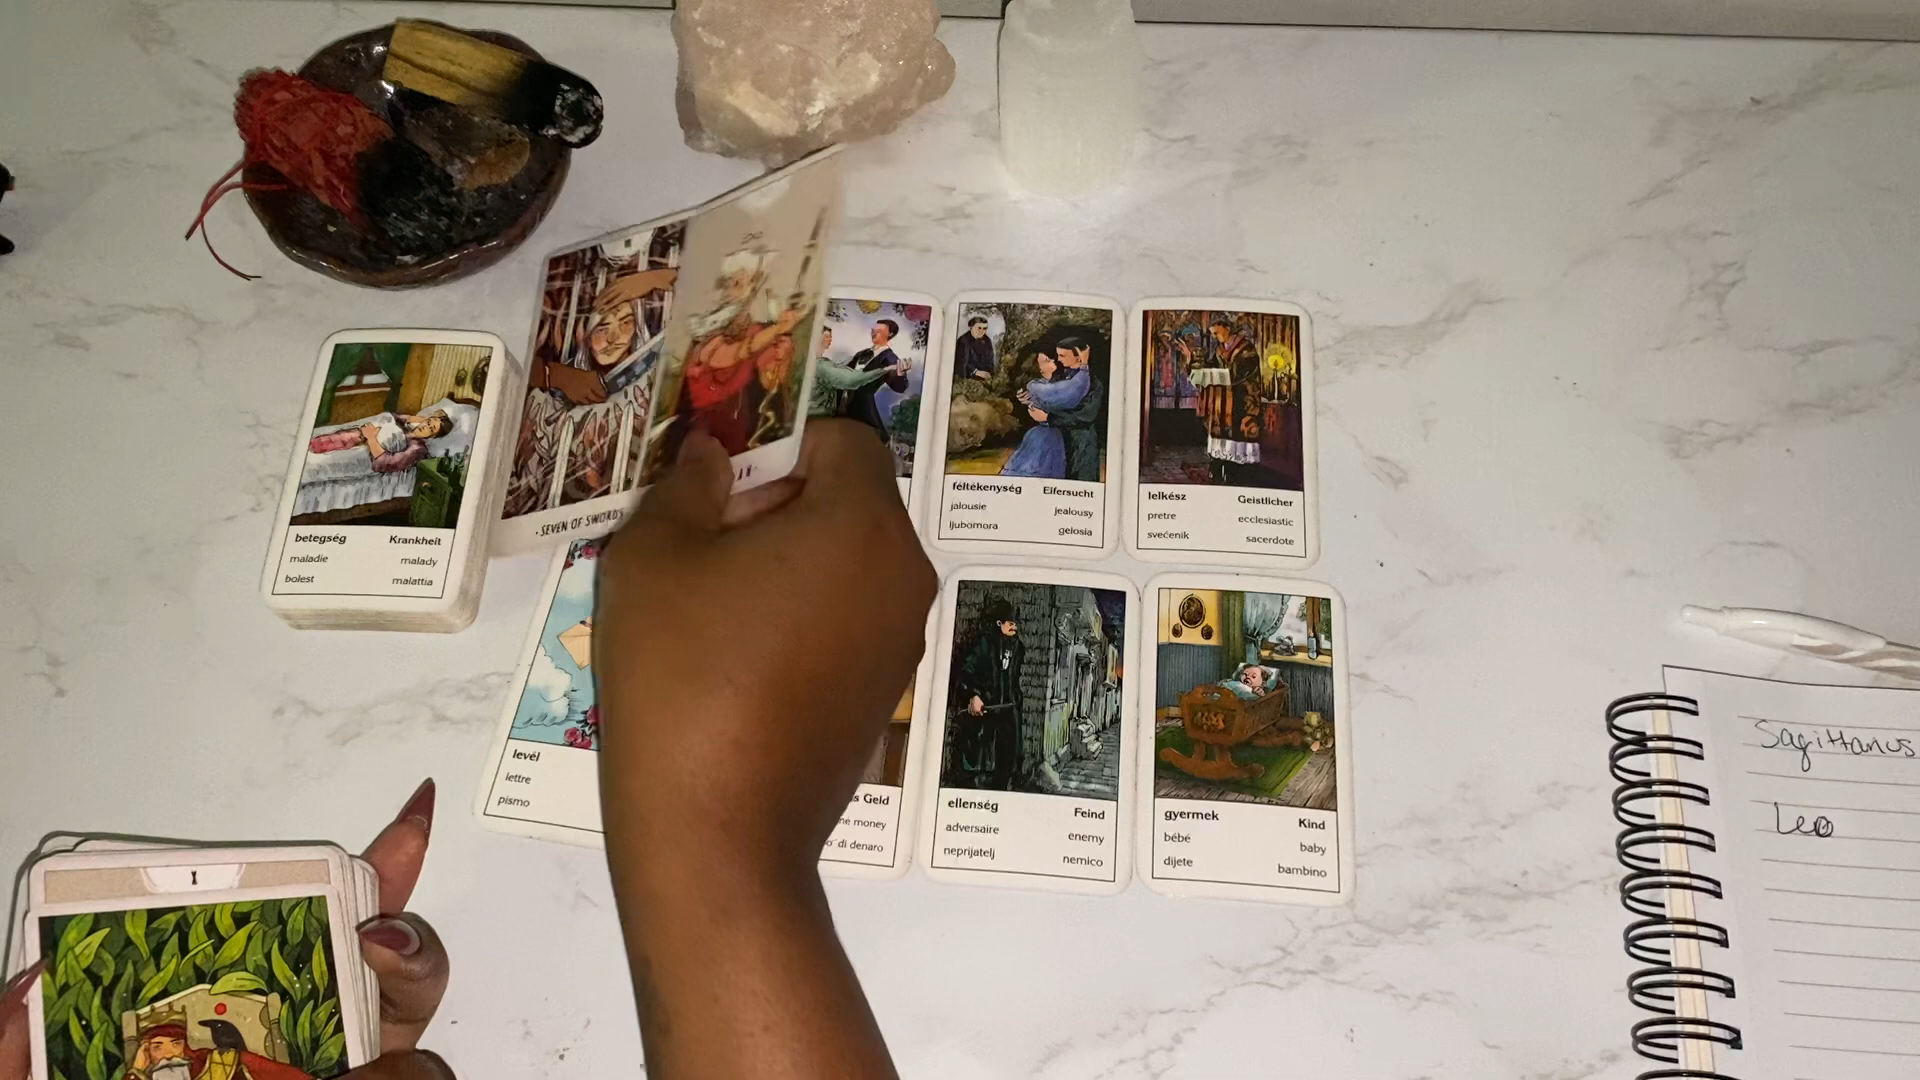 betegség Krankheit
maladie malady
bolest malattia
· SEVEN OF SWORDS
féltékenység Eifersucht
jalousie jealousy
ljubomora gelosia
lelkész Geistlicher
pretre ecclesiastic
svećenik sacerdote
levél
lettre
pismo
Geld
money
di denaro
ellenség Feind
adversaire enemy
neprijatelj nemico
gyermek Kind
bébé baby
dijete bambino
I
Sagittarius
Leo